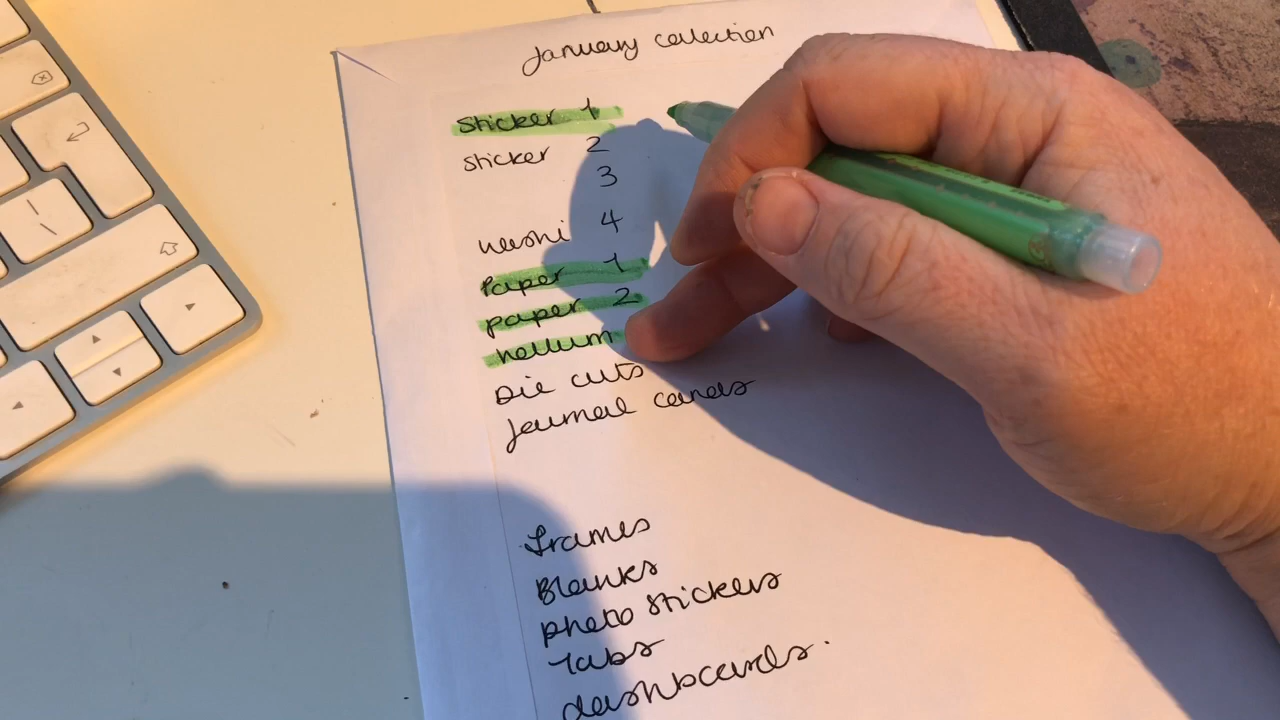 January collection
Sticker 1
Sticker 2
3
4
washi
Paper 1
paper 2
Die cuts
Journal cards
Frames
Blanks
photo stickers
Tabs
dashboards.